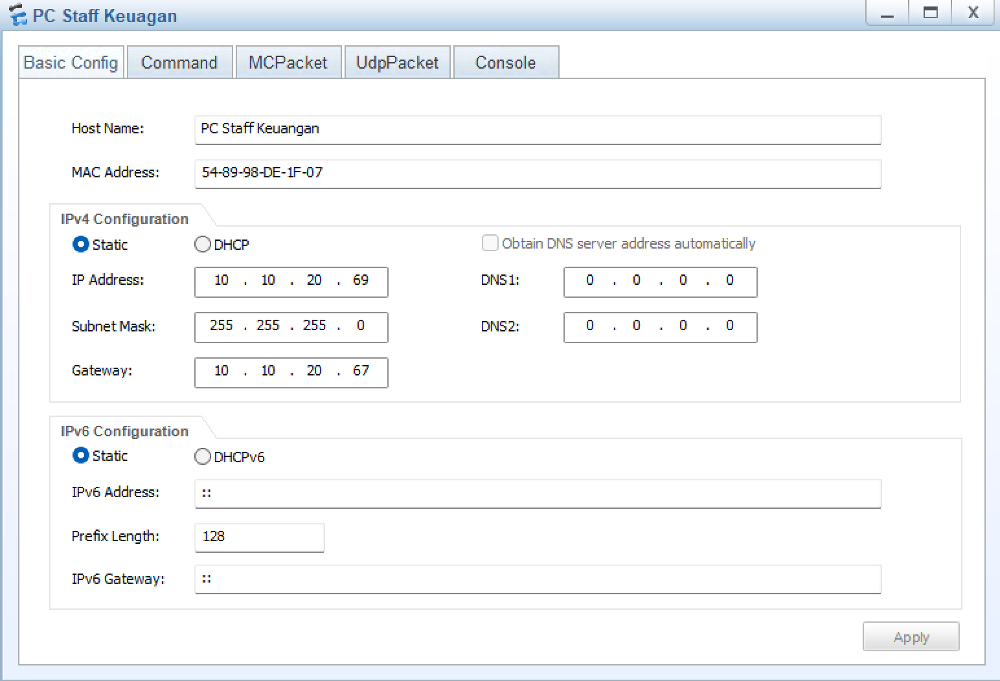 PC Staff Keuagan
Basic Config Command MCPacket UdpPacket Console
Host Name: PC Staff Keuangan
MAC Address: 54-89-98-DE-1F-07
IPv4 Configuration
Static DHCP Obtain DNS server address automatically
IP Address: 10 . 10 . 20 . 69 DNS1: 0 . 0 . 0 . 0
Subnet Mask: 255 . 255 . 255 . 0 DNS2: 0 . 0 . 0 . 0
Gateway: 10 . 10 . 20 . 67
IPv6 Configuration
Static DHCPv6
IPv6 Address: ::
Prefix Length: 128
IPv6 Gateway: ::
Apply